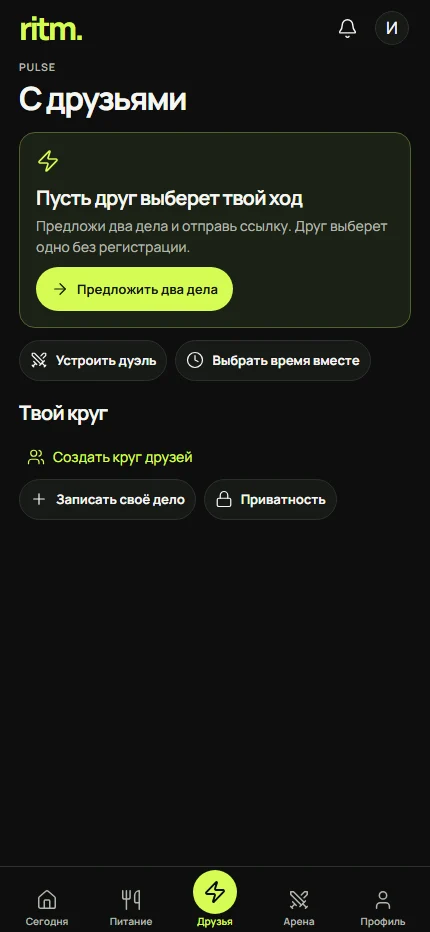 ritm.
И
PULSE
С друзьями
Пусть друг выберет твой ход
Предложи два дела и отправь ссылку. Друг выберет
одно без регистрации.
Предложить два дела
Устроить дуэль
Выбрать время вместе
Твой круг
Создать круг друзей
Записать своё дело
Приватность
Сегодня
Питание
Друзья
Арена
Профиль